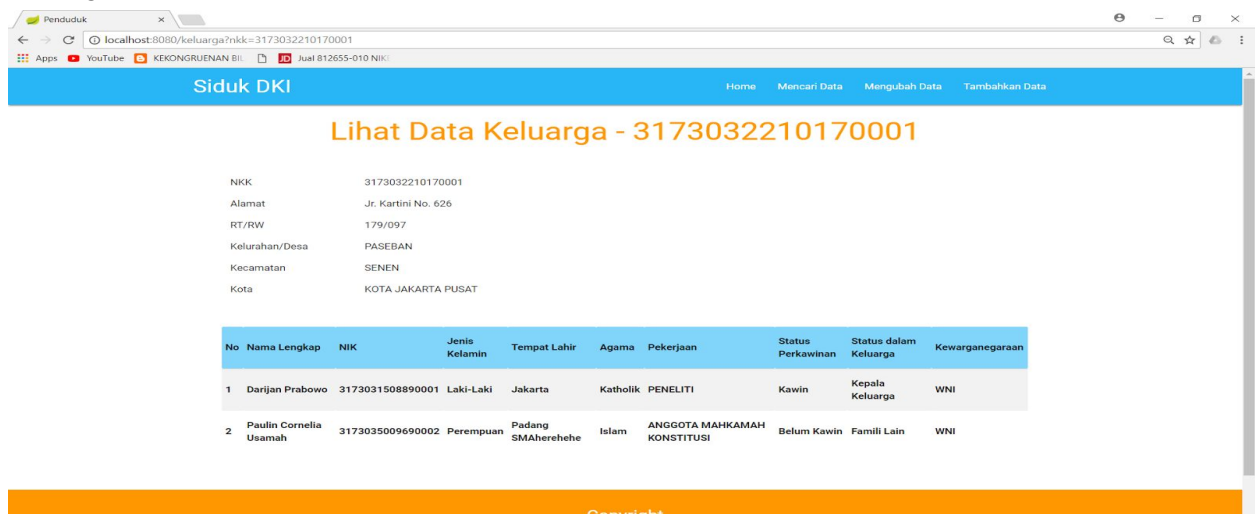 Penduduk
localhost:8080/keluarga?nkk=3173032210170001
Apps YouTube KEKONGRUENAN BIL Jual 812655-010 NIK
Siduk DKI Home Mencari Data Mengubah Data Tambahkan Data
Lihat Data Keluarga - 3173032210170001
NKK 3173032210170001
Alamat Jr. Kartini No. 626
RT/RW 179/097
Kelurahan/Desa PASEBAN
Kecamatan SENEN
Kota KOTA JAKARTA PUSAT
No Nama Lengkap NIK Jenis Kelamin Tempat Lahir Agama Pekerjaan Status Perkawinan Status dalam Keluarga Kewarganegaraan
1 Darijan Prabowo 3173031508890001 Laki-Laki Jakarta Katholik PENELITI Kawin Kepala Keluarga WNI
2 Paulin Cornelia Usamah 3173035009690002 Perempuan Padang SMAherehehe Islam ANGGOTA MAHKAMAH KONSTITUSI Belum Kawin Famili Lain WNI
Copyright